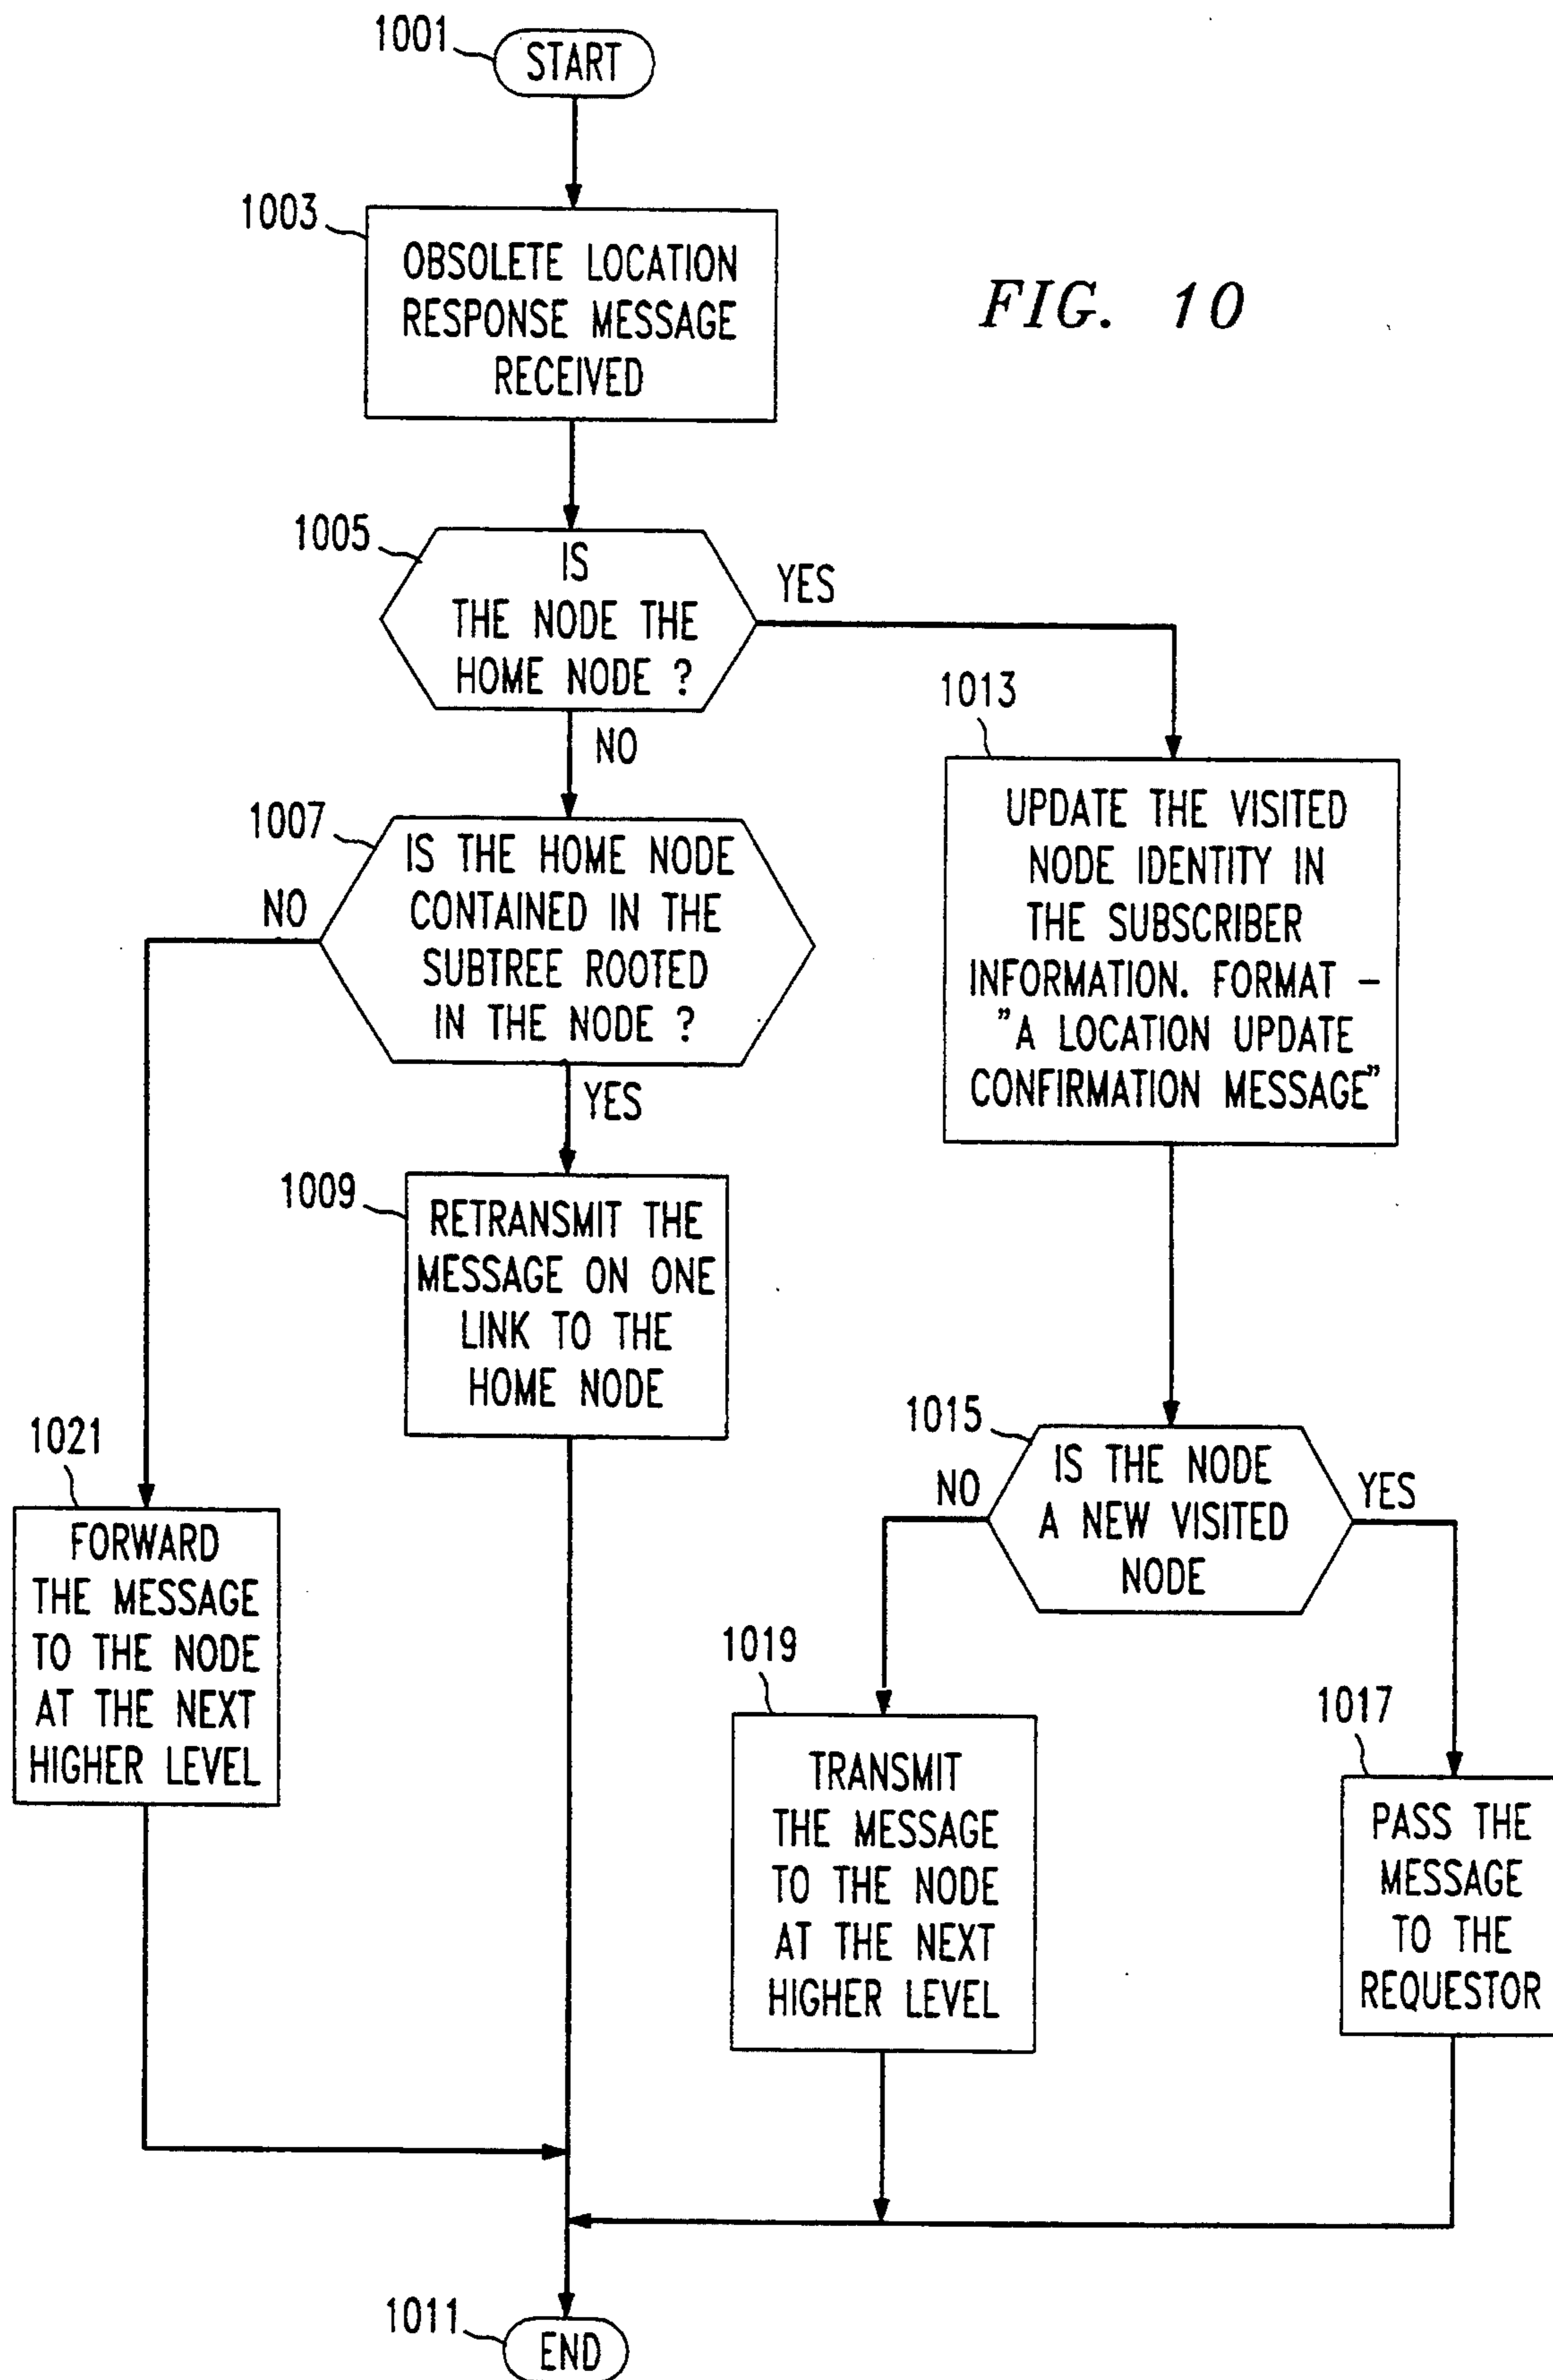 1001
START
1003
OBSOLETE LOCATION
RESPONSE MESSAGE
RECEIVED
FIG. 10
1005
IS
THE NODE THE
HOME NODE ?
YES
NO
1007
IS THE HOME NODE
CONTAINED IN THE
SUBTREE ROOTED
IN THE NODE ?
NO
YES
1013
UPDATE THE VISITED
NODE IDENTITY IN
THE SUBSCRIBER
INFORMATION. FORMAT –
"A LOCATION UPDATE
CONFIRMATION MESSAGE"
1009
RETRANSMIT THE
MESSAGE ON ONE
LINK TO THE
HOME NODE
1015
IS THE NODE
A NEW VISITED
NODE
NO
YES
1021
FORWARD
THE MESSAGE
TO THE NODE
AT THE NEXT
HIGHER LEVEL
1019
TRANSMIT
THE MESSAGE
TO THE NODE
AT THE NEXT
HIGHER LEVEL
1017
PASS THE
MESSAGE
TO THE
REQUESTOR
1011
END